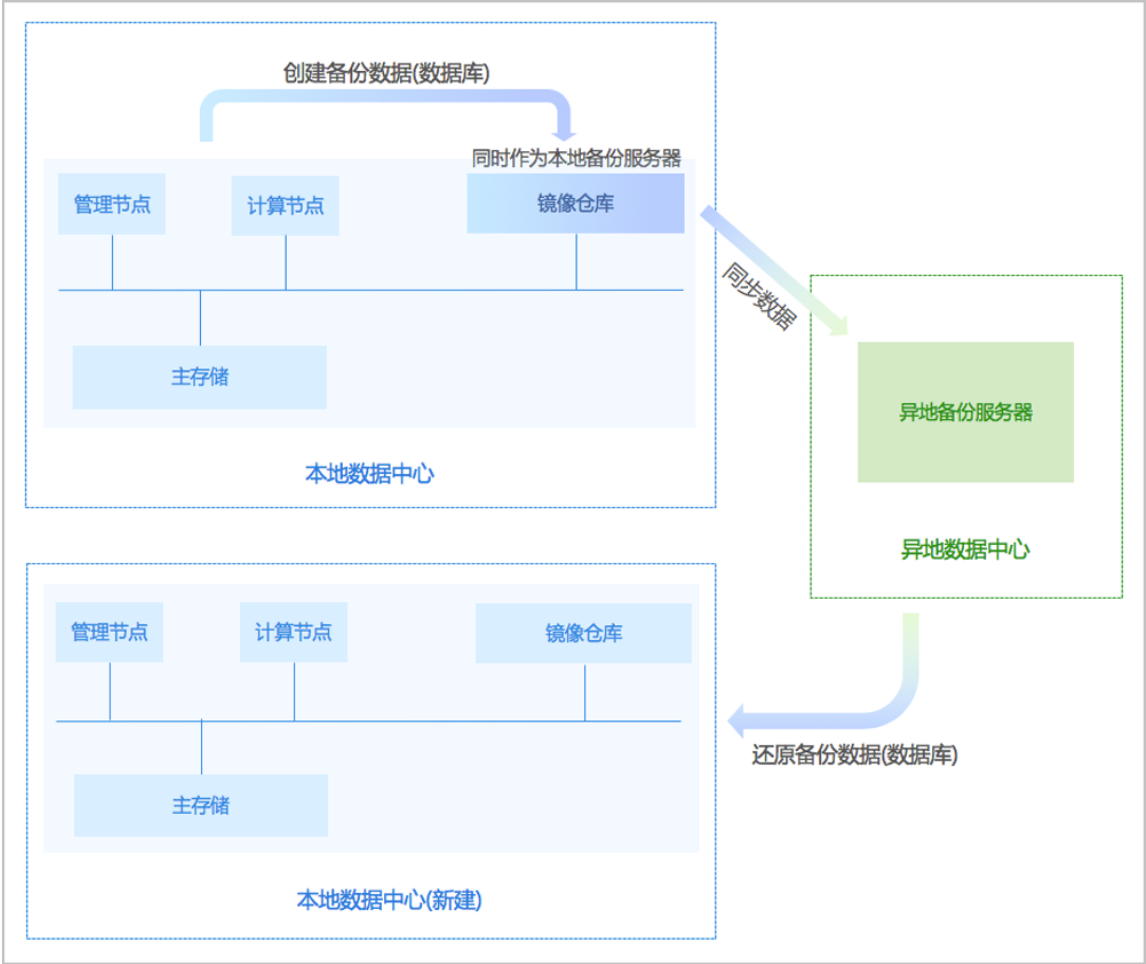 创建备份数据(数据库)
同时作为本地备份服务器
管理节点
计算节点
镜像仓库
同步数据
主存储
异地备份服务器
本地数据中心
异地数据中心
管理节点
计算节点
镜像仓库
还原备份数据(数据库)
主存储
本地数据中心(新建)